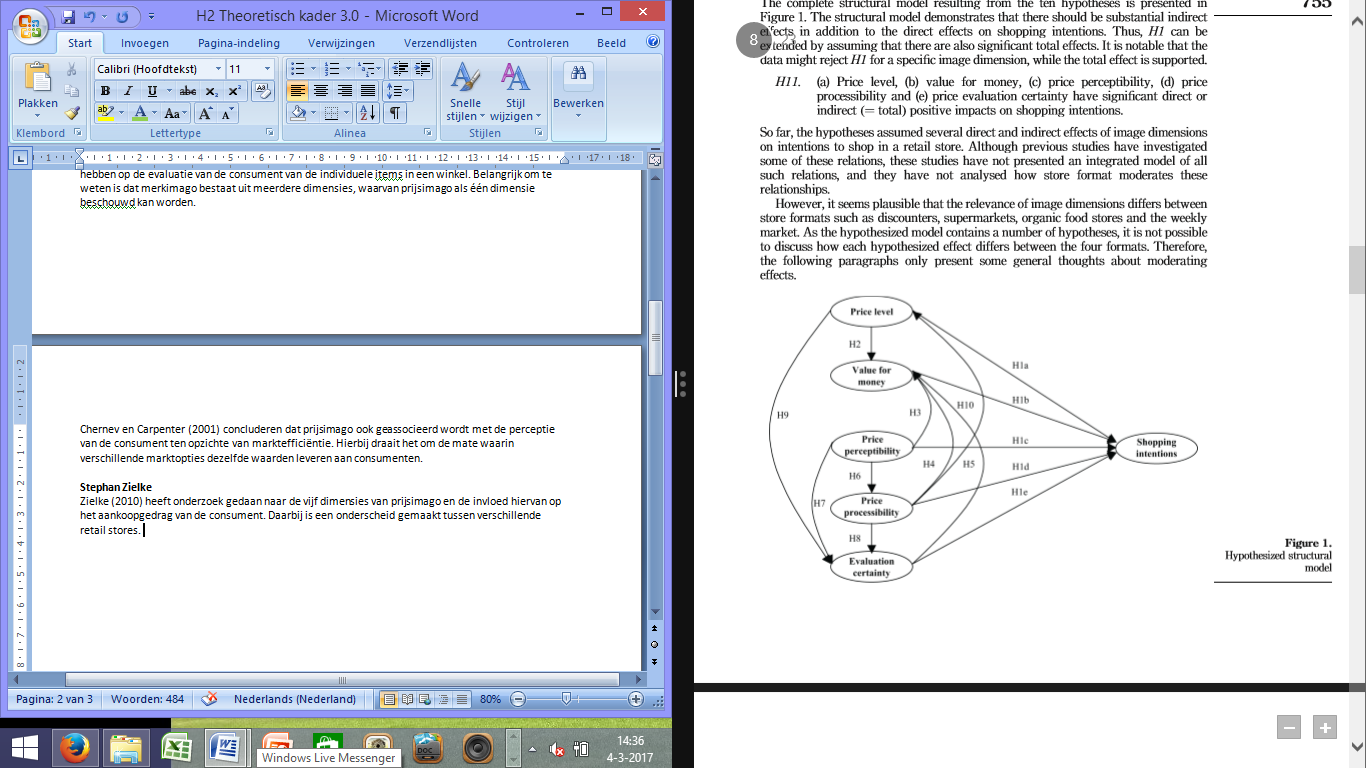 H2 Theoretisch kader 3.0 - Microsoft Word
Start Invoegen Pagina-indeling Verwijzingen Verzendlijsten Controleren Beeld
Plakken
Calibri (Hoofdtekst) 11
Snelle stijlen
Stijl wijzigen
Bewerken
Klembord Lettertype Alinea Stijlen
1 1 2 3 4 5 6 7 8 9 10 11 12 13 14 15 17 18
hebben op de evaluatie van de consument van de individuele items in een winkel. Belangrijk om te
weten is dat merkimago bestaat uit meerdere dimensies, waarvan prijsimago als één dimensie
beschouwd kan worden.
Chernev en Carpenter (2001) concluderen dat prijsimago ook geassocieerd wordt met de perceptie
van de consument ten opzichte van marktefficiëntie. Hierbij draait het om de mate waarin
verschillende marktopties dezelfde waarden leveren aan consumenten.
Stephan Zielke
Zielke (2010) heeft onderzoek gedaan naar de vijf dimensies van prijsimago en de invloed hiervan op
het aankoopgedrag van de consument. Daarbij is een onderscheid gemaakt tussen verschillende
retail stores.
Pagina: 2 van 3 Woorden: 484 Nederlands (Nederland) 80%
Windows Live Messenger
14:36
4-3-2017
The complete structural model resulting from the ten hypotheses is presented in
755
Figure 1. The structural model demonstrates that there should be substantial indirect
8
effects in addition to the direct effects on shopping intentions. Thus, H1 can be
extended by assuming that there are also significant total effects. It is notable that the
data might reject H1 for a specific image dimension, while the total effect is supported.
H11. (a) Price level, (b) value for money, (c) price perceptibility, (d) price
processibility and (e) price evaluation certainty have significant direct or
indirect (= total) positive impacts on shopping intentions.
So far, the hypotheses assumed several direct and indirect effects of image dimensions
on intentions to shop in a retail store. Although previous studies have investigated
some of these relations, these studies have not presented an integrated model of all
such relations, and they have not analysed how store format moderates these
relationships.
However, it seems plausible that the relevance of image dimensions differs between
store formats such as discounters, supermarkets, organic food stores and the weekly
market. As the hypothesized model contains a number of hypotheses, it is not possible
to discuss how each hypothesized effect differs between the four formats. Therefore,
the following paragraphs only present some general thoughts about moderating
effects.
Price level
H2
H1a
Value for
money
H1b
H9
H3
H10
Price
perceptibility
H1c
Shopping
intentions
H4
H5
H1d
H6
H1e
H7
Price
processibility
H8
Evaluation
certainty
Figure 1.
Hypothesized structural
model